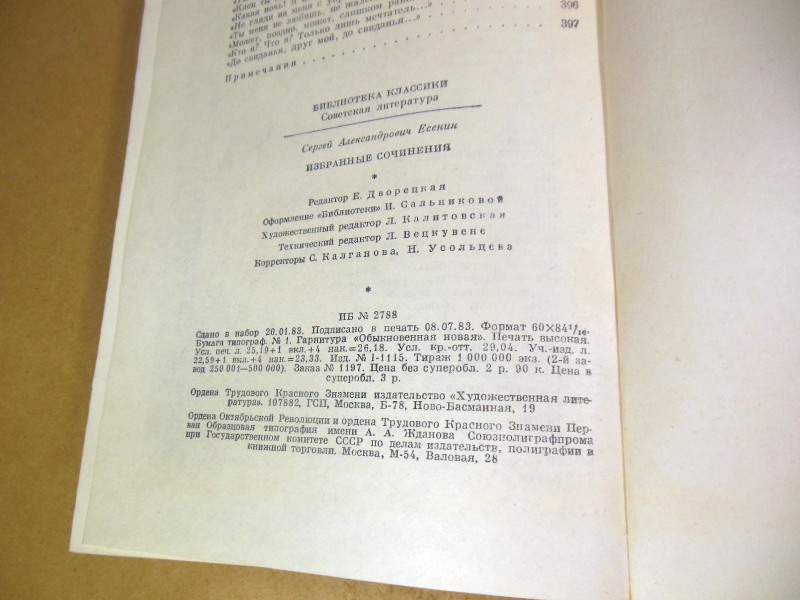 «Клен ты
«Какая ночь! Я
«Не гляди на меня с
«Ты меня не любишь, не
«Может, поздно, может, слишком рано
«Кто я? Что я? Только лишь мечтатель...»
396
«До свиданья, друг мой, до свиданья...»
Примечания
397
БИБЛИОТЕКА КЛАССИКИ
Советская литература
Сергей Александрович Есенин
ИЗБРАННЫЕ СОЧИНЕНИЯ
*
Редактор Е. Дворецкая
Оформление «Библиотеки» И. Сальниковой
Художественный редактор Л. Калитовская
Технический редактор Л. Вецкувене
Корректоры С. Калганова, Н. Усольцева
*
ИБ № 2788
Сдано в набор 20.01.83. Подписано в печать 08.07.83. Формат 60×84 1/16.
Бумага типограф. № 1. Гарнитура «Обыкновенная новая». Печать высокая.
Усл. печ. л. 25,19+1 вкл.+4 нак.=26,18. Усл. кр.-отт. 29,04. Уч.-изд. л.
22,59+1 вкл.+4 нак.=23,33. Изд. № I-1115. Тираж 1 000 000 экз. (2-й за-
вод 250 001—500 000). Заказ № 1197. Цена без суперобл. 2 р. 90 к. Цена в
суперобл. 3 р.
Ордена Трудового Красного Знамени издательство «Художественная лите-
ратура». 107882, ГСП, Москва, Б-78, Ново-Басманная, 19
Ордена Октябрьской Революции и ордена Трудового Красного Знамени Пер-
вая Образцовая типография имени А. А. Жданова Союзполиграфпрома
при Государственном комитете СССР по делам издательств, полиграфии и
книжной торговли. Москва, М-54, Валовая, 28